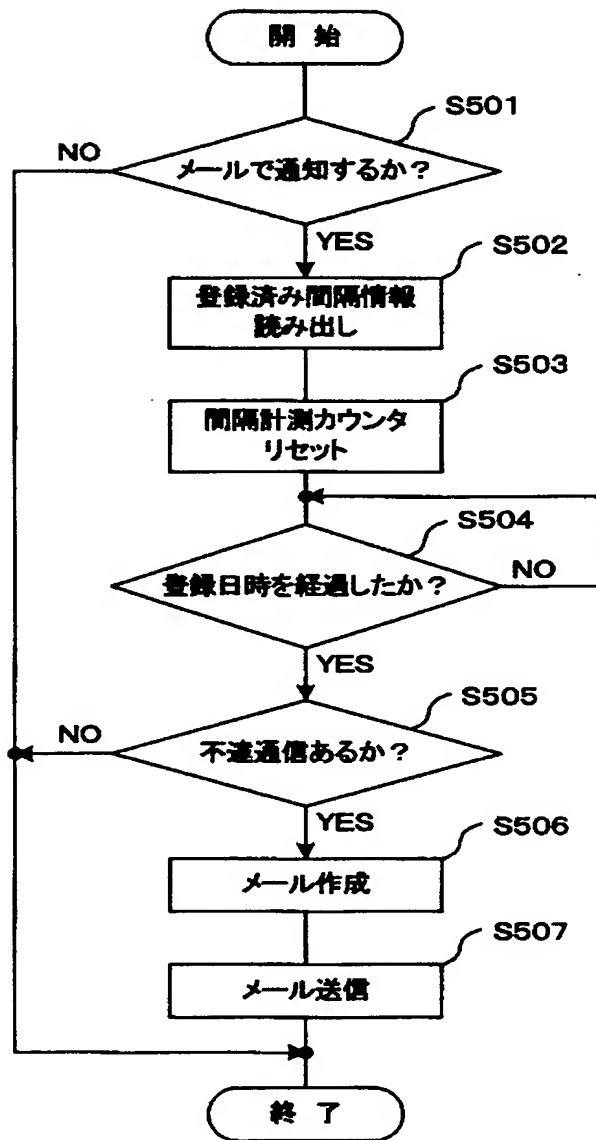 開 始
S501
NO
メールで通知するか？
YES
S502
登録済み間隔情報
読み出し
S503
間隔計測カウンタ
リセット
S504
登録日時を経過したか？
NO
YES
S505
NO
不達通信あるか？
YES
S506
メール作成
S507
メール送信
終 了